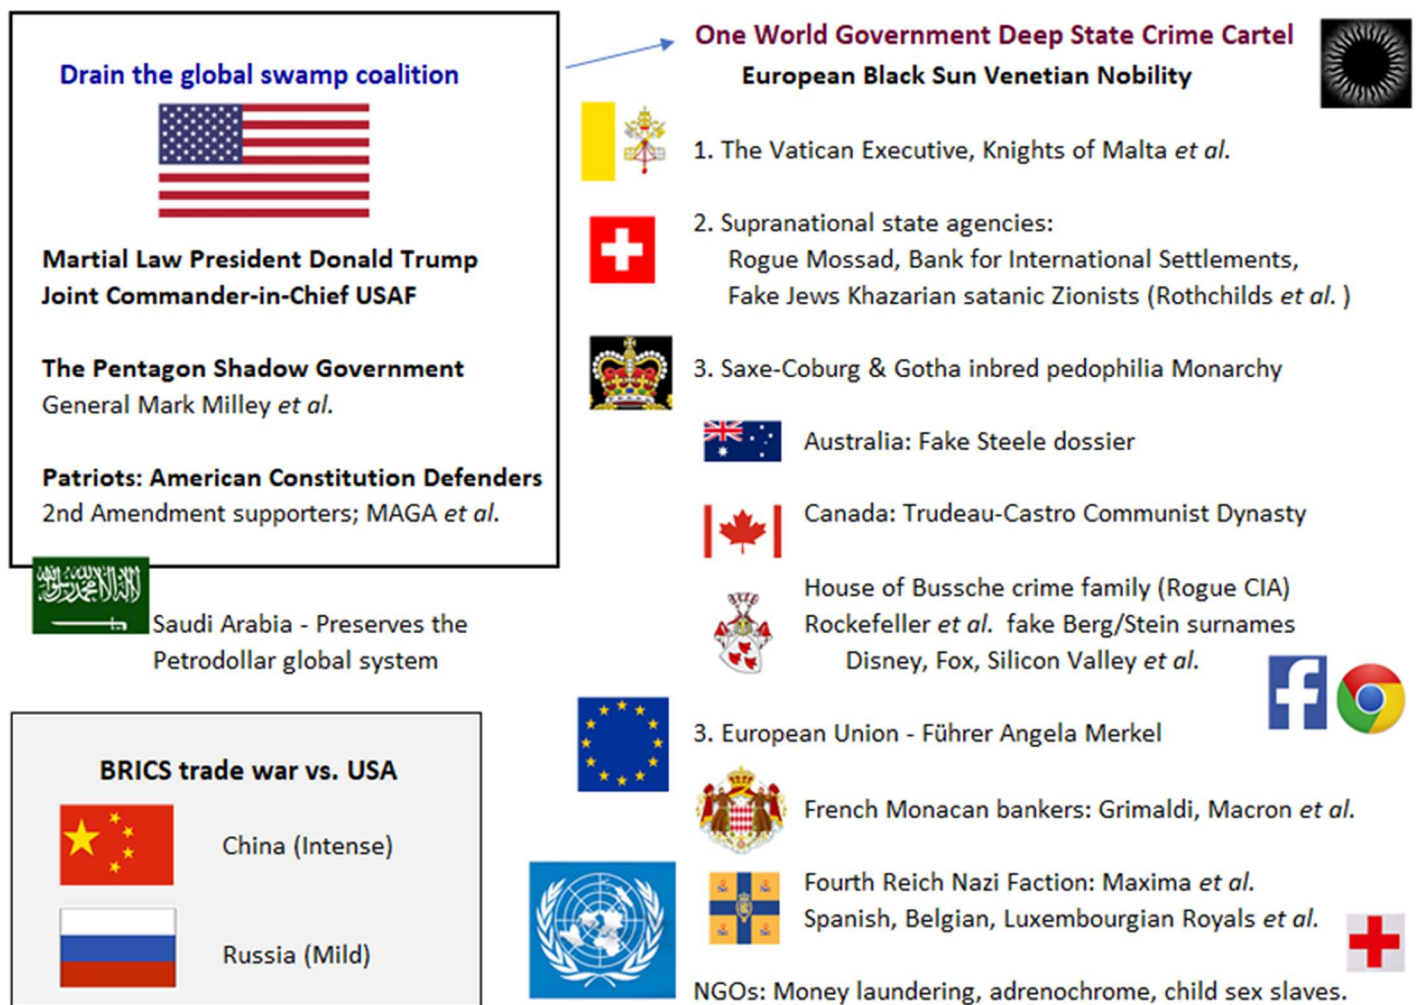 Drain the global swamp coalition
Martial Law President Donald Trump
Joint Commander-in-Chief USAF
The Pentagon Shadow Government
General Mark Milley et al.
Patriots: American Constitution Defenders
2nd Amendment supporters; MAGA et al.
Saudi Arabia - Preserves the
Petrodollar global system
BRICS trade war vs. USA
China (Intense)
Russia (Mild)
One World Government Deep State Crime Cartel
European Black Sun Venetian Nobility
1. The Vatican Executive, Knights of Malta et al.
2. Supranational state agencies:
Rogue Mossad, Bank for International Settlements,
Fake Jews Khazarian satanic Zionists (Rothchilds et al. )
3. Saxe-Coburg & Gotha inbred pedophilia Monarchy
Australia: Fake Steele dossier
Canada: Trudeau-Castro Communist Dynasty
House of Bussche crime family (Rogue CIA)
Rockefeller et al. fake Berg/Stein surnames
Disney, Fox, Silicon Valley et al.
f
3. European Union - Führer Angela Merkel
French Monacan bankers: Grimaldi, Macron et al.
Fourth Reich Nazi Faction: Maxima et al.
Spanish, Belgian, Luxembourgian Royals et al.
NGOs: Money laundering, adrenochrome, child sex slaves.